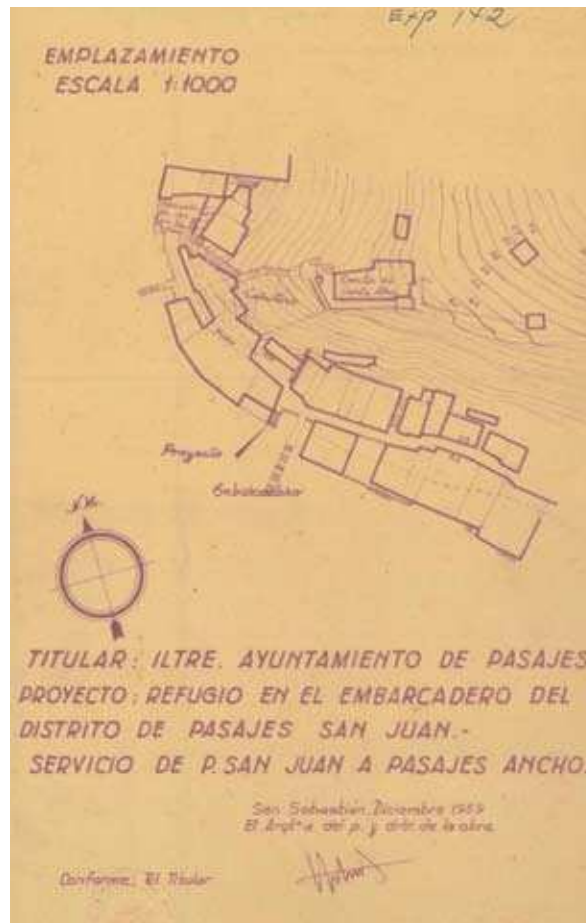 Exp 142
EMPLAZAMIENTO
ESCALA 1:1000
Proyecto
Embarcadero
TITULAR: ILTRE. AYUNTAMIENTO DE PASAJES
PROYECTO: REFUGIO EN EL EMBARCADERO DEL
DISTRITO DE PASAJES SAN JUAN.-
SERVICIO DE P. SAN JUAN A PASAJES ANCHO.
San Sebastián, Diciembre 1959
El Arqt° del p. y dir. de la obra
Conforme, El Titular